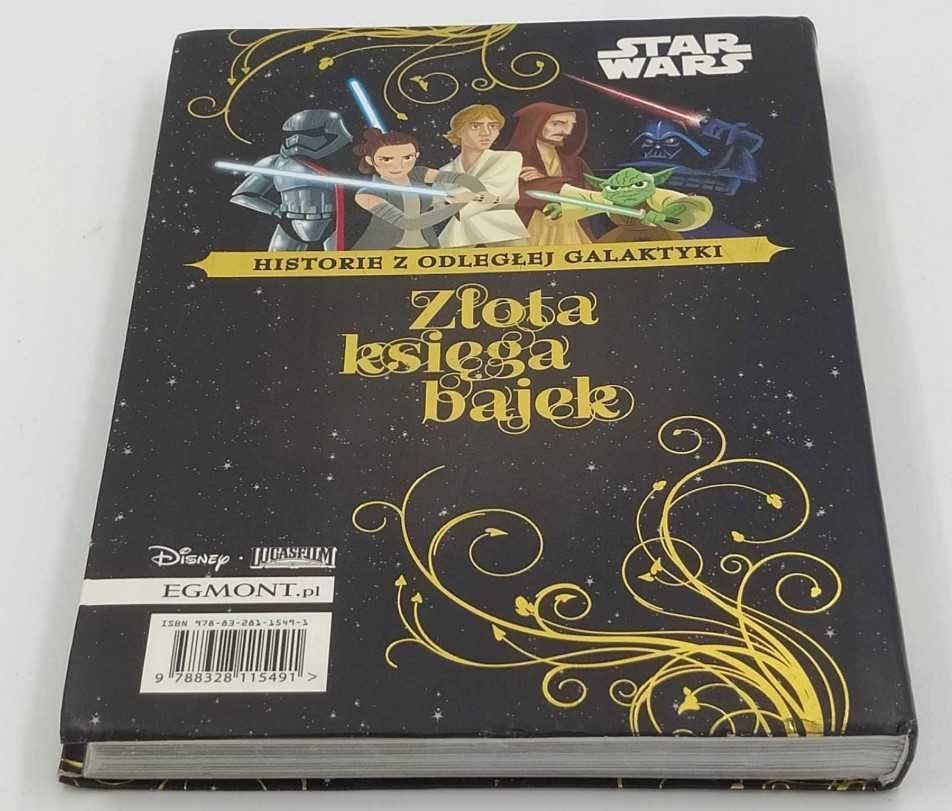 STAR
WARS
HISTORIE Z ODLEGŁEJ GALAKTYKI
Złota
księga
bajek
Disney · LUCASFILM
EGMONT.pl
ISBN 978-83-281-1549-1
9 788328 115491 >